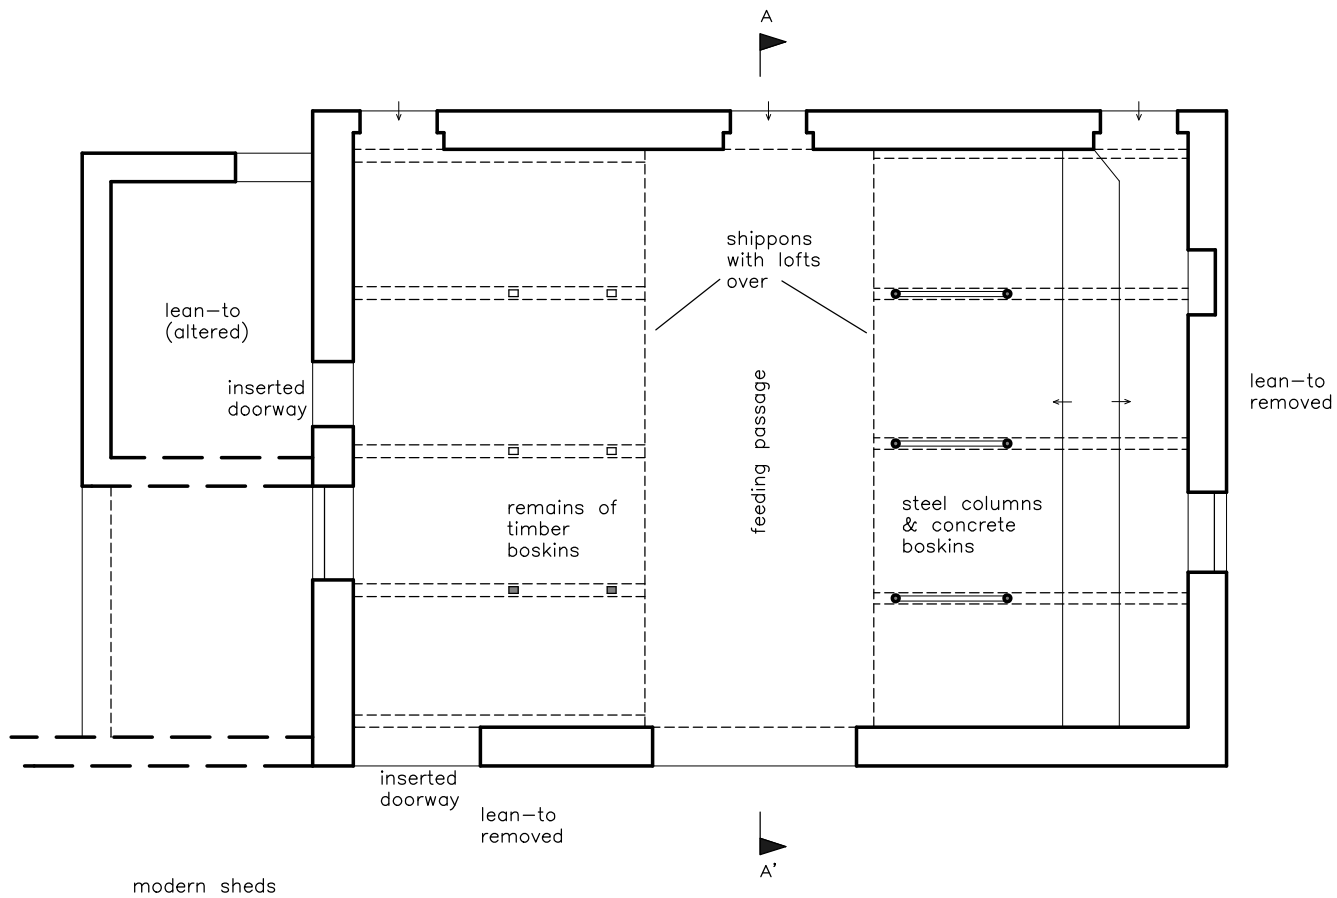 A
shippons
with lofts
over
lean-to
(altered)
inserted
doorway
feeding passage
lean-to
removed
remains of
timber
boskins
steel columns
& concrete
boskins
inserted
doorway
lean-to
removed
A'
modern sheds